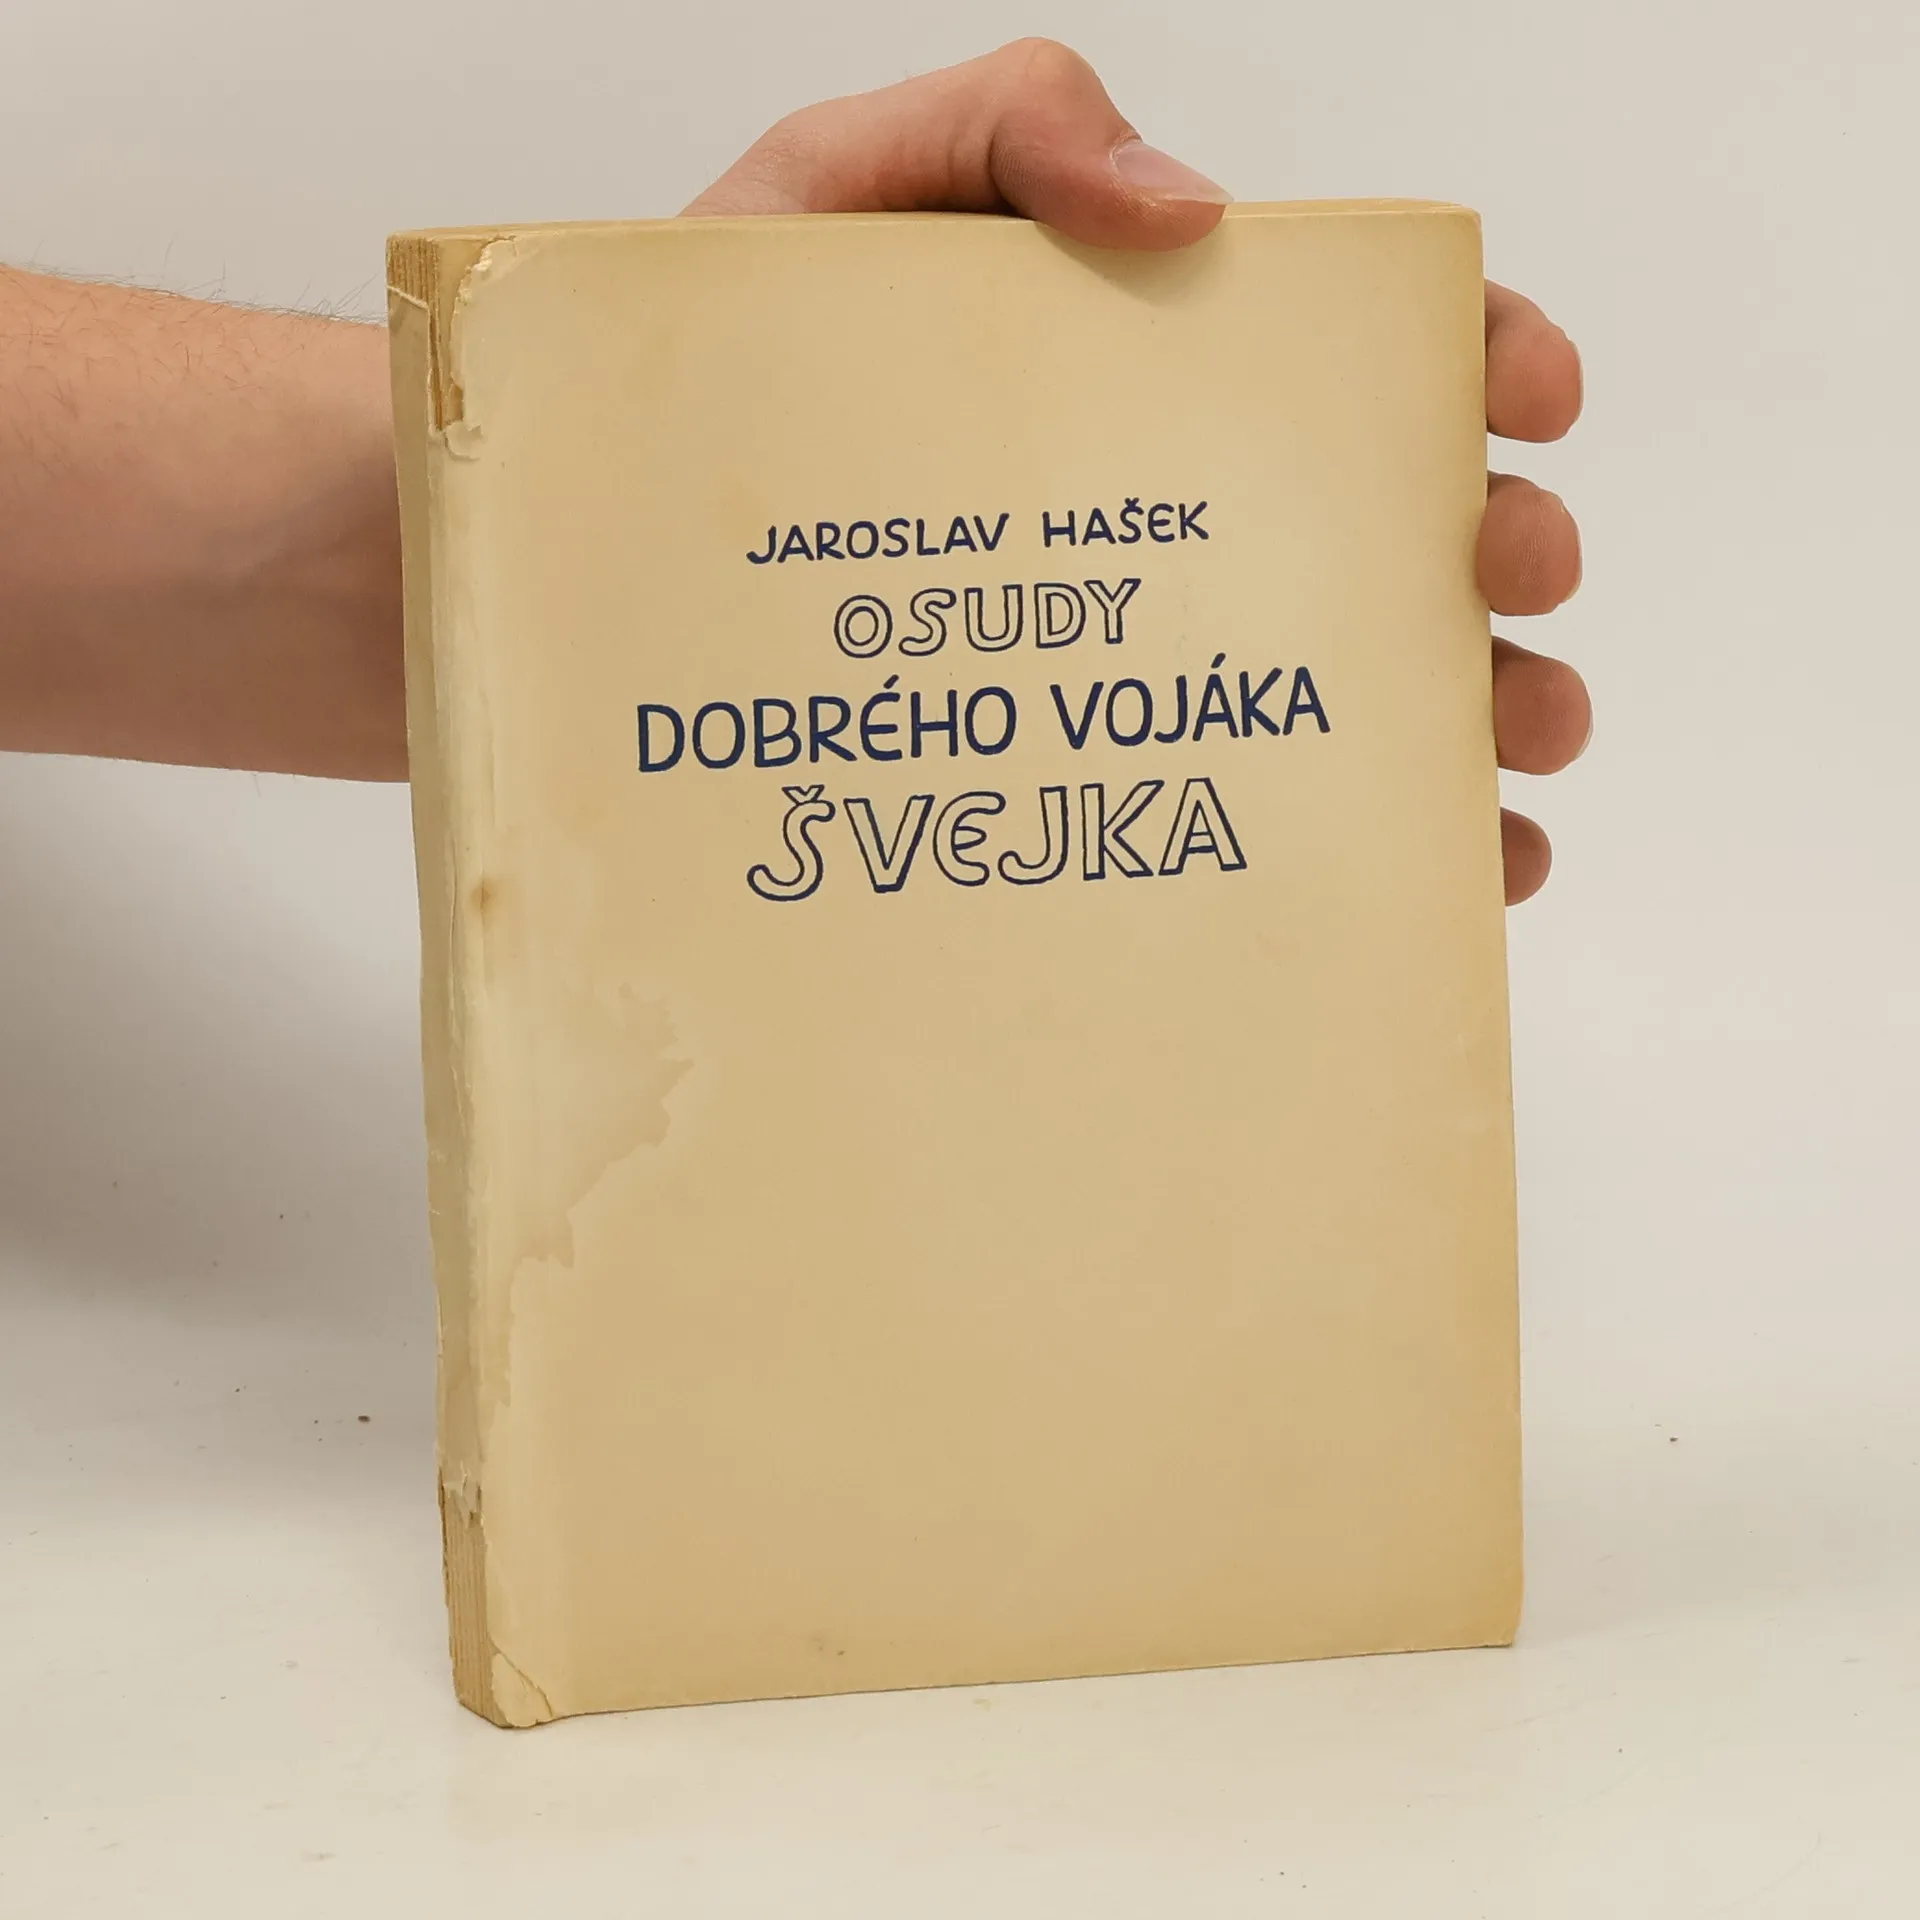 JAROSLAV HAŠEK
OSUDY
DOBRÉHO VOJÁKA
ŠVEJKA